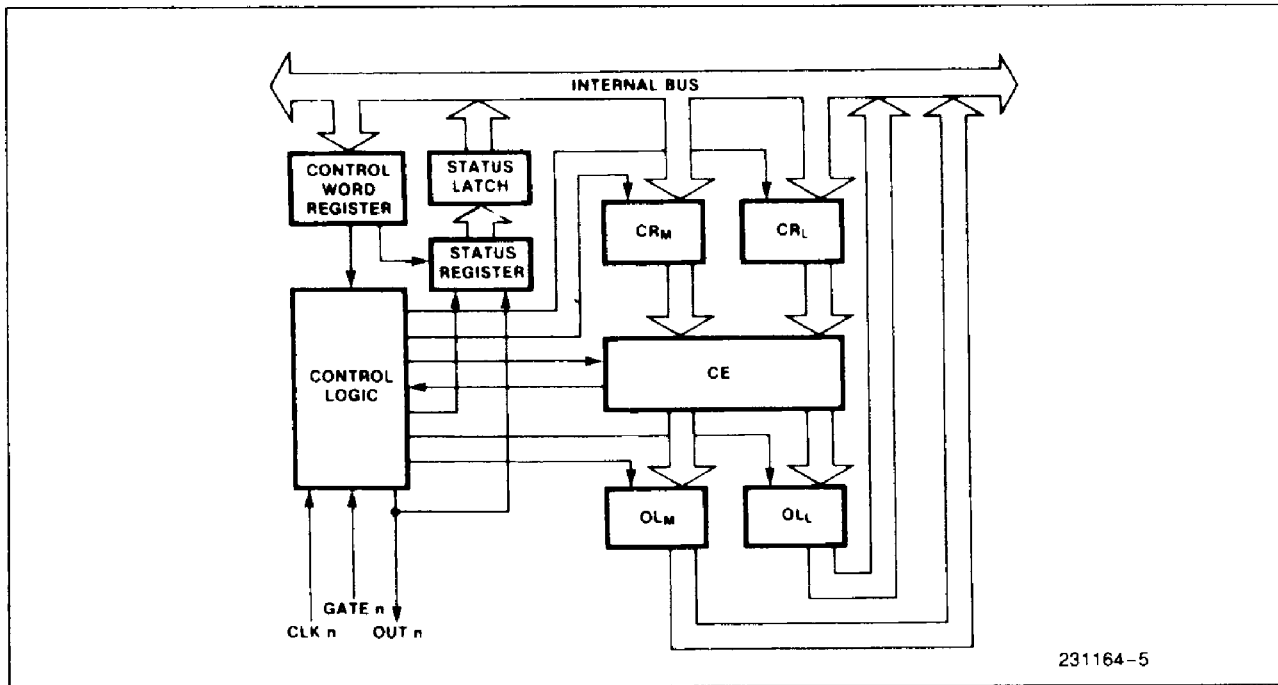 INTERNAL BUS
CONTROL
WORD
REGISTER
STATUS
LATCH
STATUS
REGISTER
CRM
CRL
CONTROL
LOGIC
CE
OLM
OLL
GATE n
CLK n
OUT n
231164-5